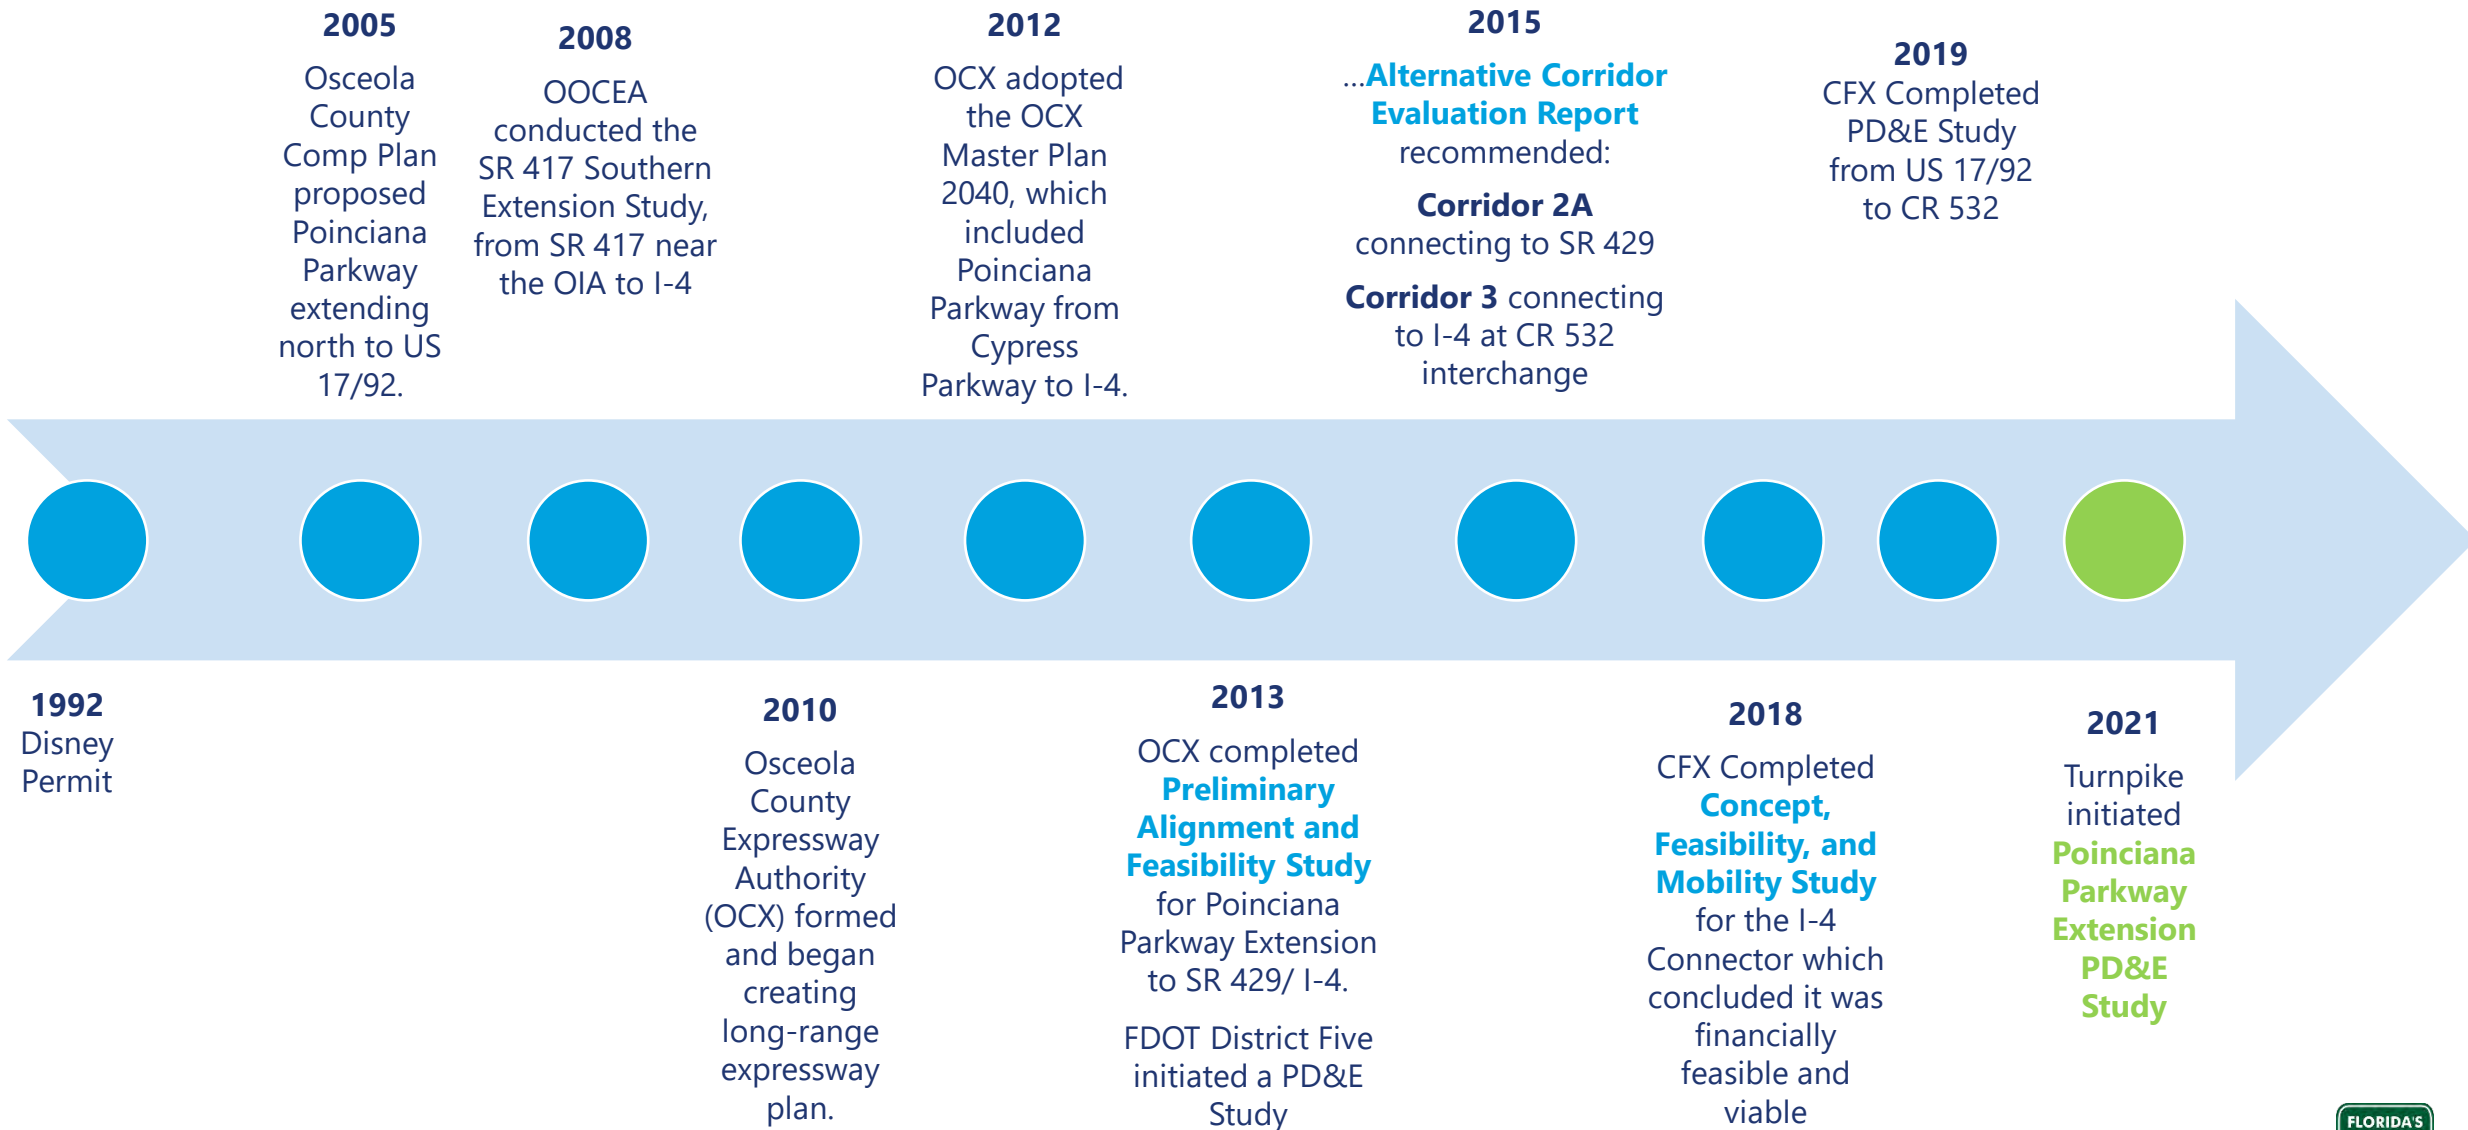 2005
Osceola
County
Comp Plan
proposed
Poinciana
Parkway
extending
north to US
17/92.
2008
OOCEA
conducted the
SR 417 Southern
Extension Study,
from SR 417 near
the OIA to I-4
2012
OCX adopted
the OCX
Master Plan
2040, which
included
Poinciana
Parkway from
Cypress
Parkway to I-4.
2015
...Alternative Corridor
Evaluation Report
recommended:
Corridor 2A
connecting to SR 429
Corridor 3 connecting
to I-4 at CR 532
interchange
2019
CFX Completed
PD&E Study
from US 17/92
to CR 532
1992
Disney
Permit
2010
Osceola
County
Expressway
Authority
(OCX) formed
and began
creating
long-range
expressway
plan.
2013
OCX completed
Preliminary
Alignment and
Feasibility Study
for Poinciana
Parkway Extension
to SR 429/ I-4.
FDOT District Five
initiated a PD&E
Study
2018
CFX Completed
Concept,
Feasibility, and
Mobility Study
for the I-4
Connector which
concluded it was
financially
feasible and
viable
2021
Turnpike
initiated
Poinciana
Parkway
Extension
PD&E
Study
FLORIDA'S